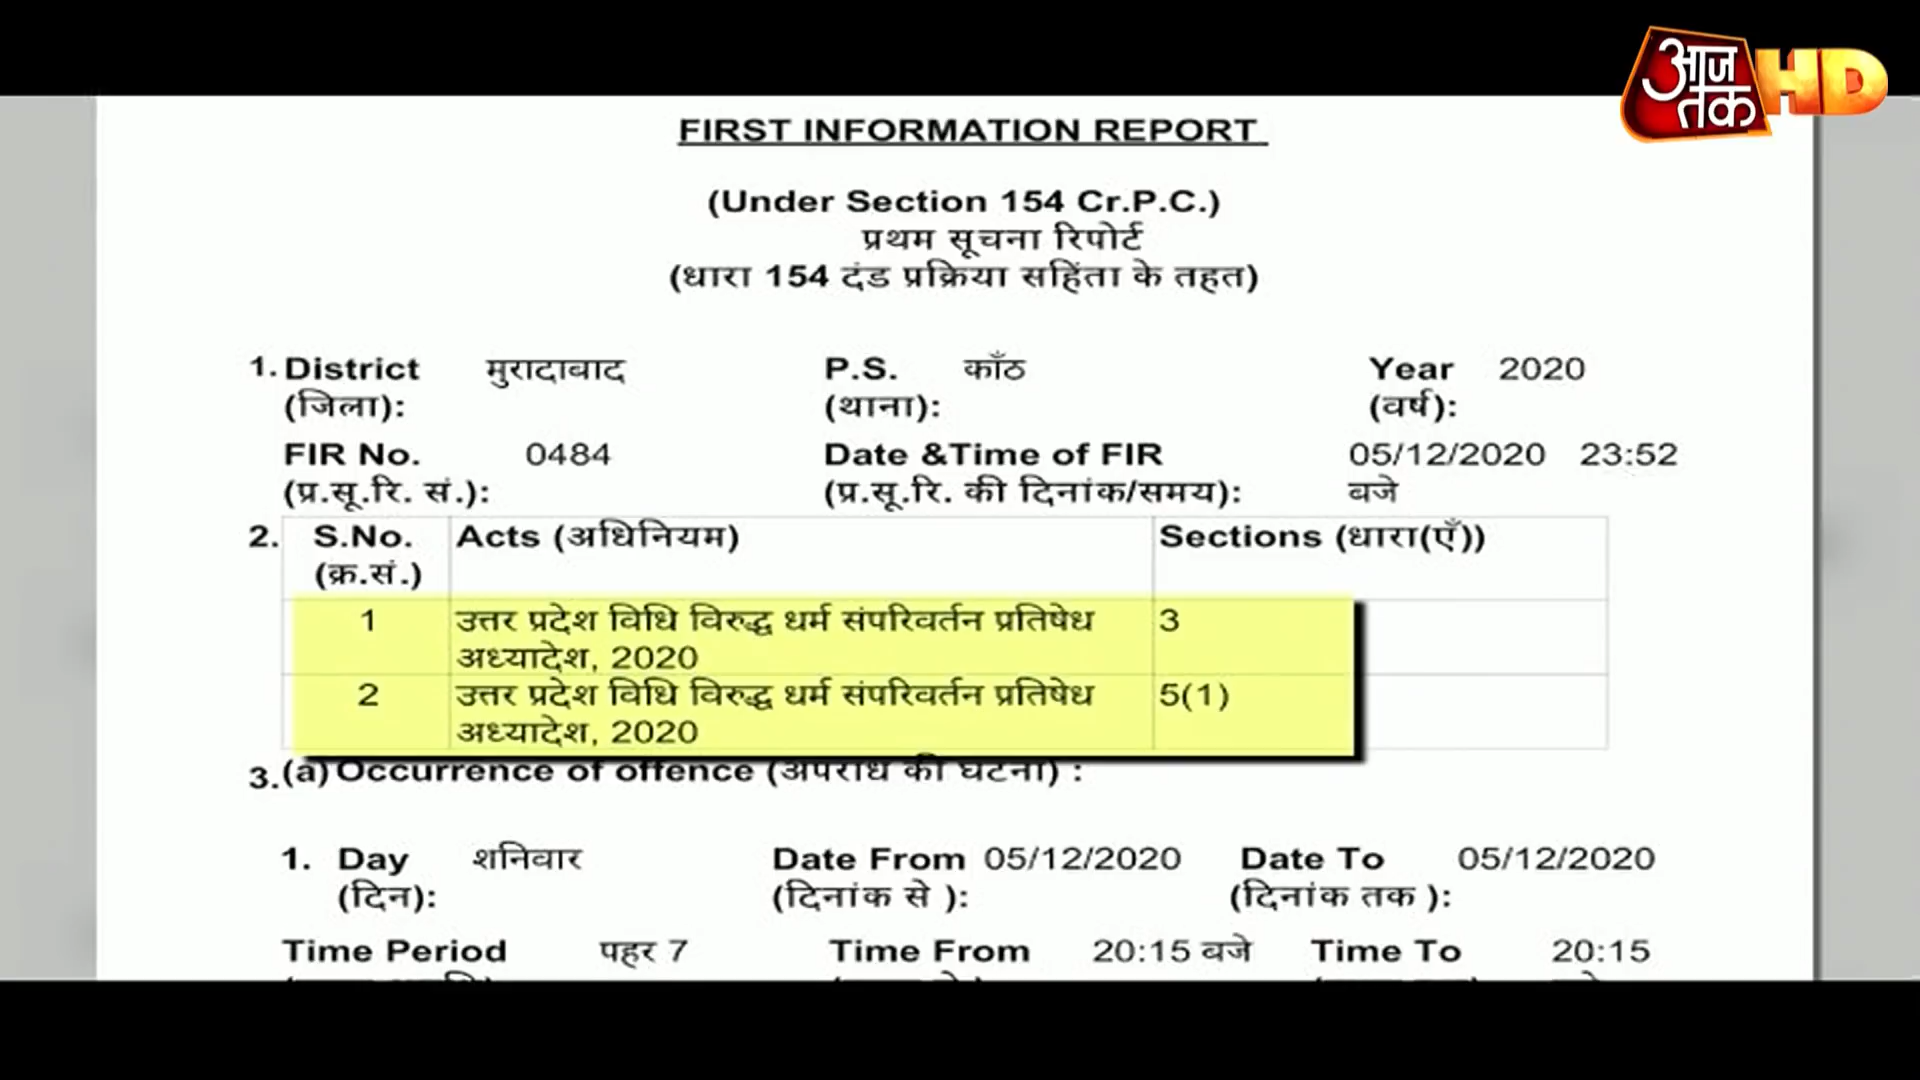 आज तक HD
FIRST INFORMATION REPORT
(Under Section 154 Cr.P.C.)
प्रथम सूचना रिपोर्ट
(धारा 154 दंड प्रक्रिया सहिंता के तहत)
1. District मुरादाबाद P.S. काँठ Year 2020
(जिला): (थाना): (वर्ष):
FIR No. 0484 Date &Time of FIR 05/12/2020 23:52
(प्र.सू.रि. सं.): (प्र.सू.रि. की दिनांक/समय): बजे
2. S.No. Acts (अधिनियम) Sections (धारा(एँ))
(क्र.सं.)
1 उत्तर प्रदेश विधि विरुद्ध धर्म संपरिवर्तन प्रतिषेध 3
अध्यादेश, 2020
2 उत्तर प्रदेश विधि विरुद्ध धर्म संपरिवर्तन प्रतिषेध 5(1)
अध्यादेश, 2020
3. (a) Occurrence of offence (अपराध की घटना) :
1. Day शनिवार Date From 05/12/2020 Date To 05/12/2020
(दिन): (दिनांक से ): (दिनांक तक ):
Time Period पहर 7 Time From 20:15 बजे Time To 20:15